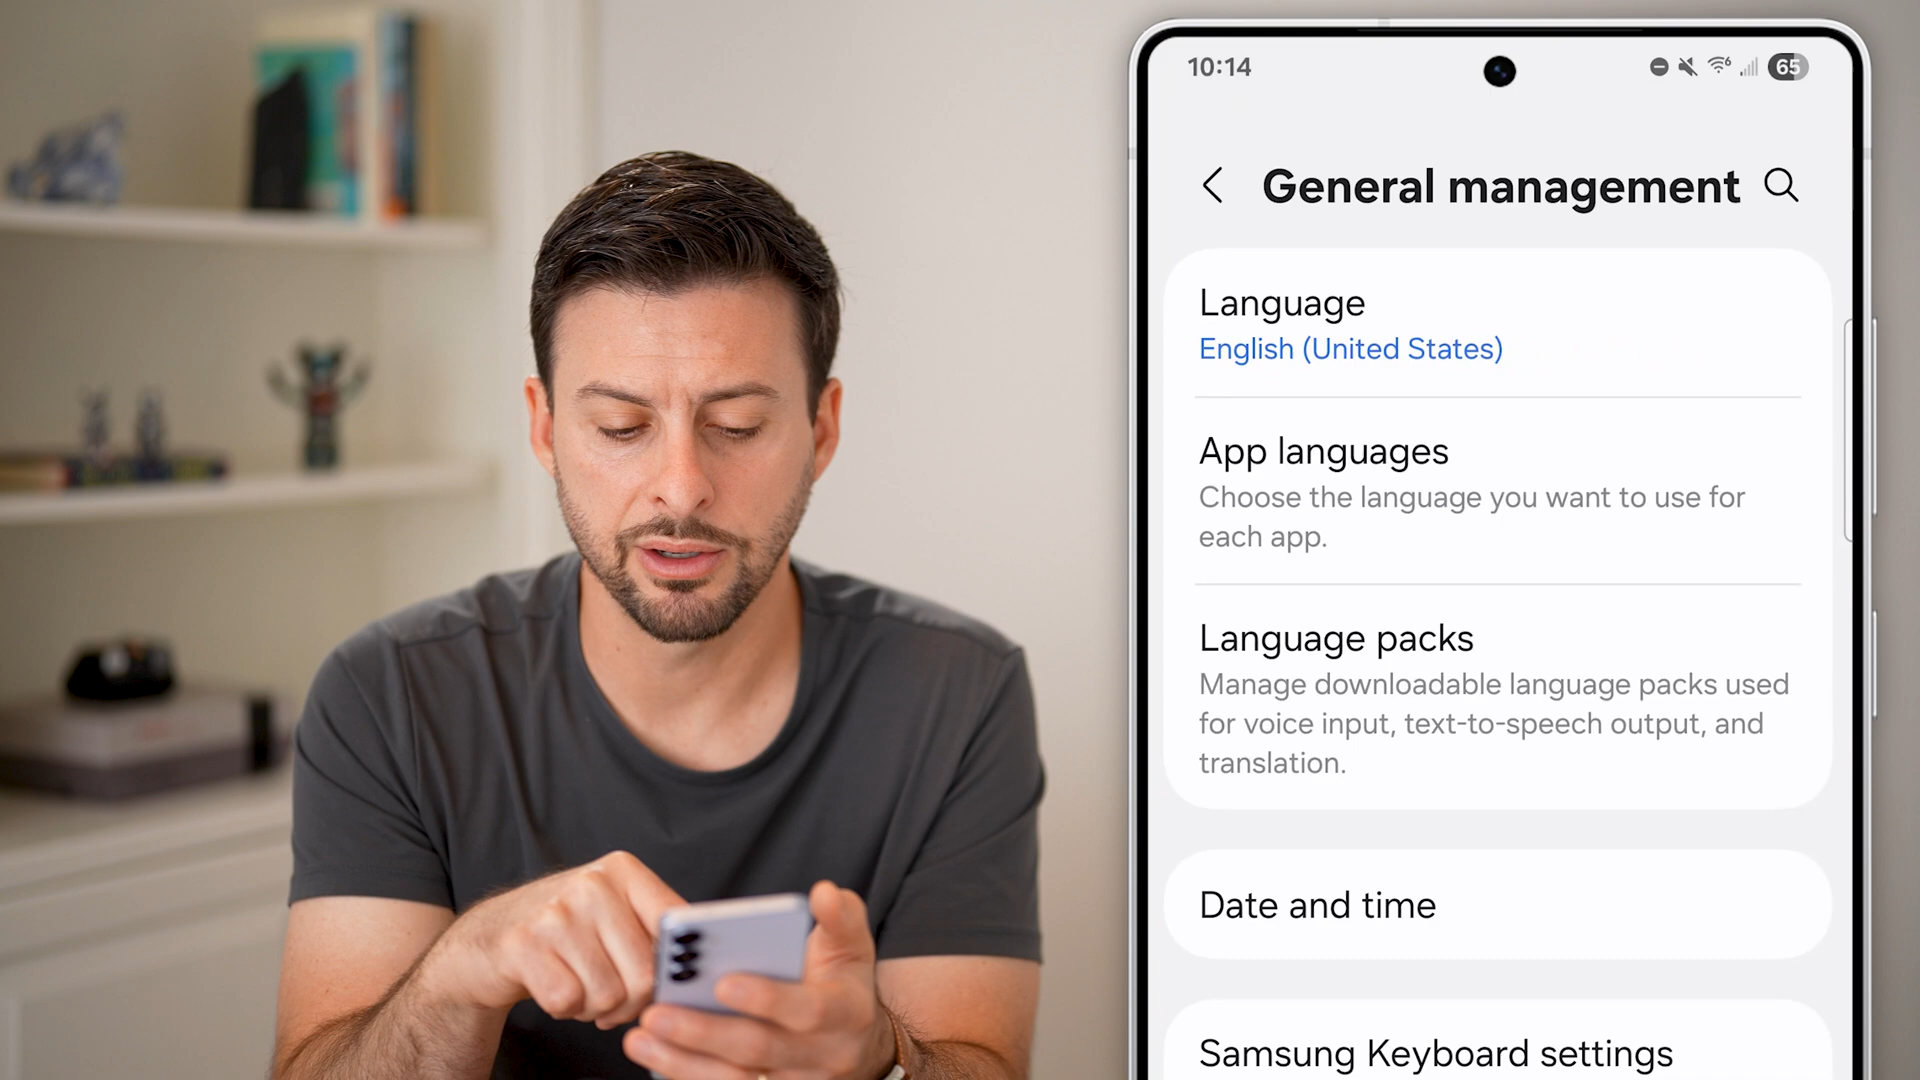 10:14
65
General management
Language
English (United States)
App languages
Choose the language you want to use for
each app.
Language packs
Manage downloadable language packs used
for voice input, text-to-speech output, and
translation.
Date and time
Samsung Keyboard settings